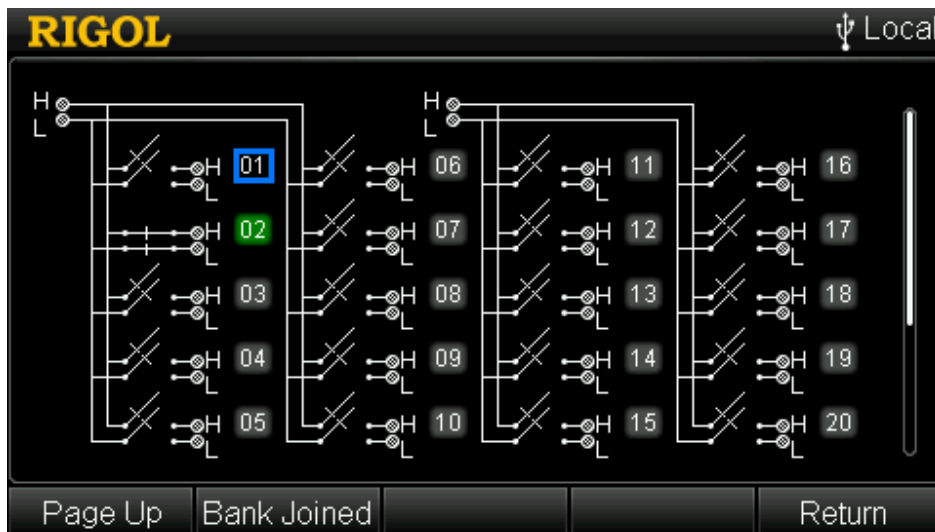 RIGOL Local
H H
L L
H 01 H 06 H 11 H 16
L L L L
H 02 H 07 H 12 H 17
L L L L
H 03 H 08 H 13 H 18
L L L L
H 04 H 09 H 14 H 19
L L L L
H 05 H 10 H 15 H 20
L L L L
Page Up Bank Joined Return